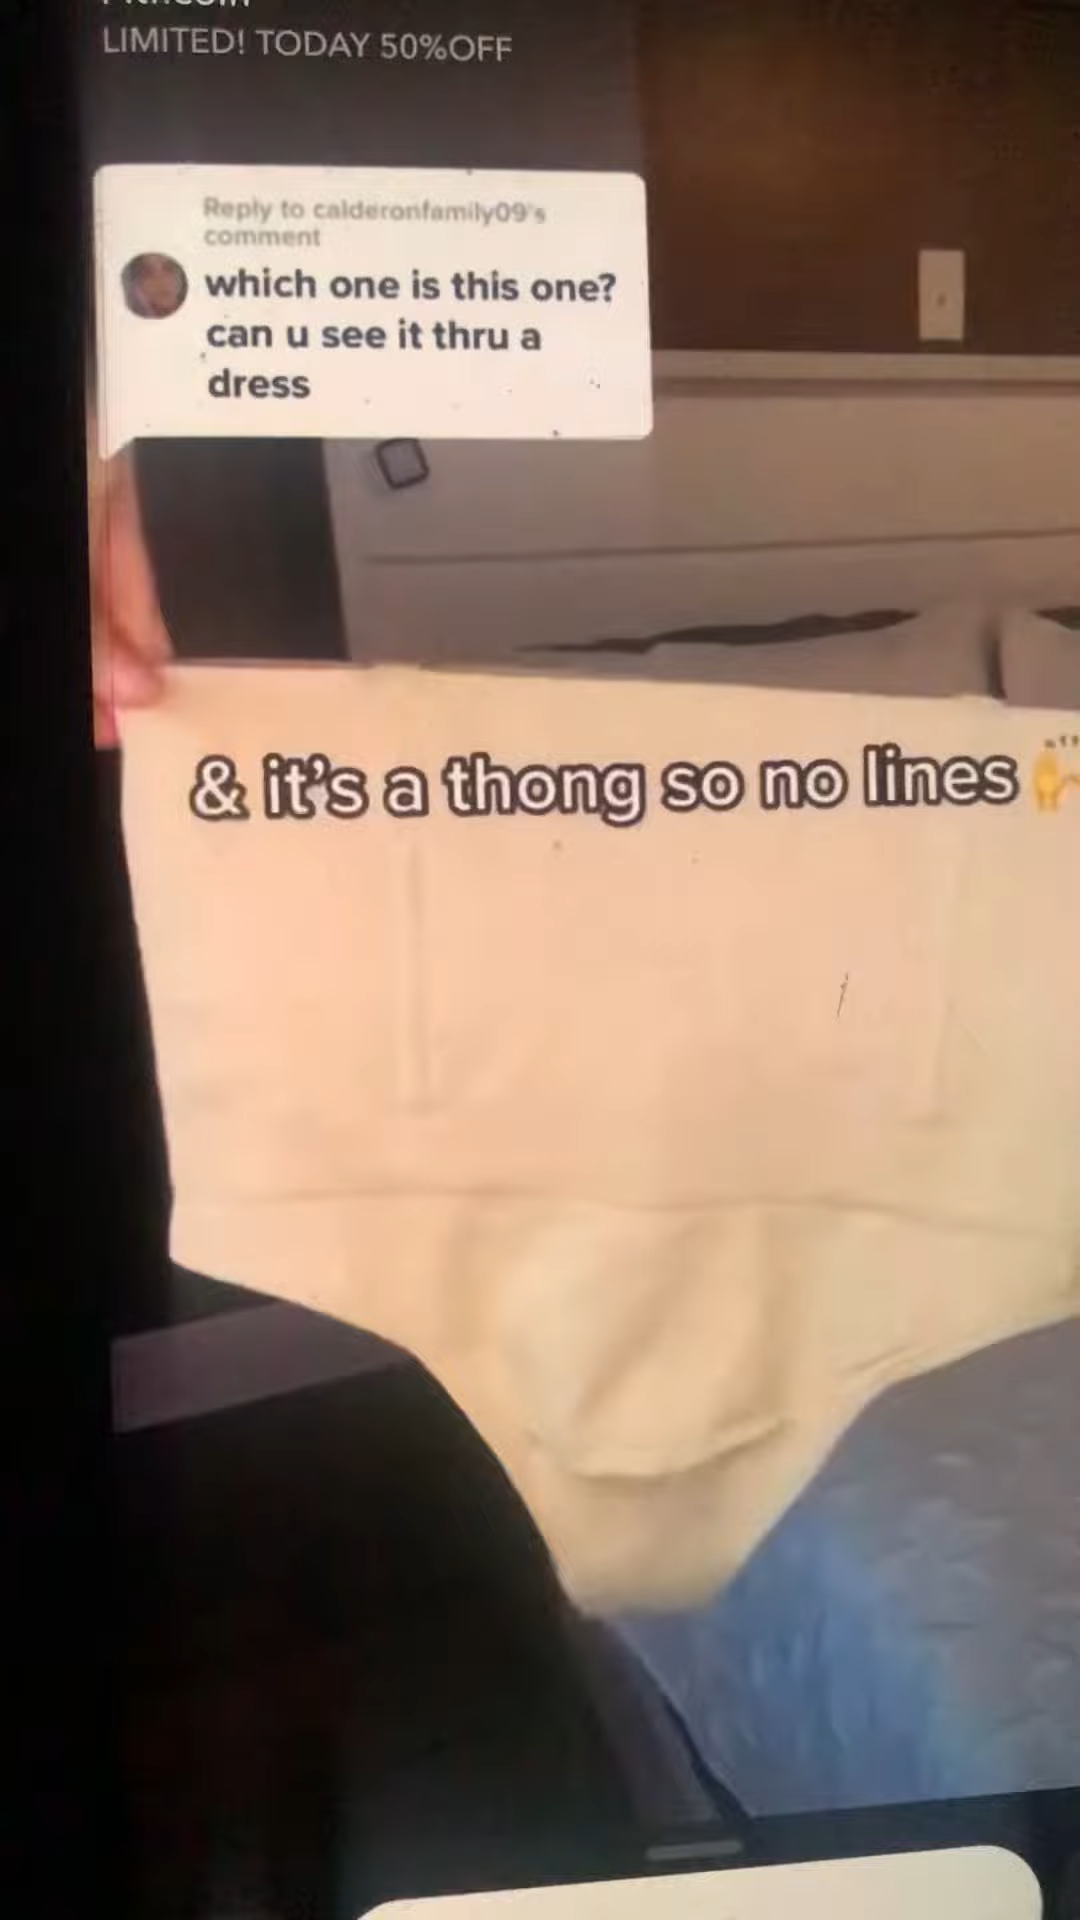 LIMITED! TODAY 50%OFF
Reply to calderonfamily09's
comment
which one is this one?
can u see it thru a
dress
& it's a thong so no lines 🙌